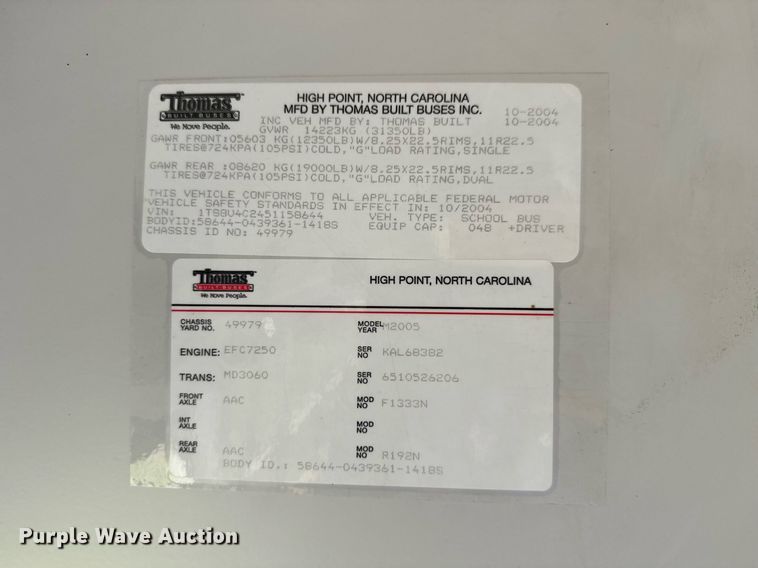 Thomas
BUILT BUSES
We Move People.
HIGH POINT, NORTH CAROLINA
MFD BY THOMAS BUILT BUSES INC. 10-2004
INC VEH MFD BY: THOMAS BUILT 10-2004
GVWR 14223KG (31350LB)
GAWR FRONT:05603 KG(12350LB)W/8.25X22.5RIMS,11R22.5
TIRES@724KPA(105PSI)COLD,"G"LOAD RATING,SINGLE
GAWR REAR :08620 KG(19000LB)W/8.25X22.5RIMS,11R22.5
TIRES@724KPA(105PSI)COLD,"G"LOAD RATING,DUAL
THIS VEHICLE CONFORMS TO ALL APPLICABLE FEDERAL MOTOR
VEHICLE SAFETY STANDARDS IN EFFECT IN: 10/2004
VIN: 1T88U4C2451158644 VEH. TYPE: SCHOOL BUS
BODYID:58644-0439361-1418S EQUIP CAP: 048 +DRIVER
CHASSIS ID NO: 49979
Thomas
BUILT BUSES
We Move People.
HIGH POINT, NORTH CAROLINA
CHASSIS YARD NO. 49979 MODEL YEAR M2005
ENGINE: EFC7250 SER NO KAL68382
TRANS: MD3060 SER NO 6510526206
FRONT AXLE AAC MOD NO F1333N
INT AXLE MOD NO
REAR AXLE AAC MOD NO R192N
BODY ID.: 58644-0439361-1418S
Purple Wave Auction